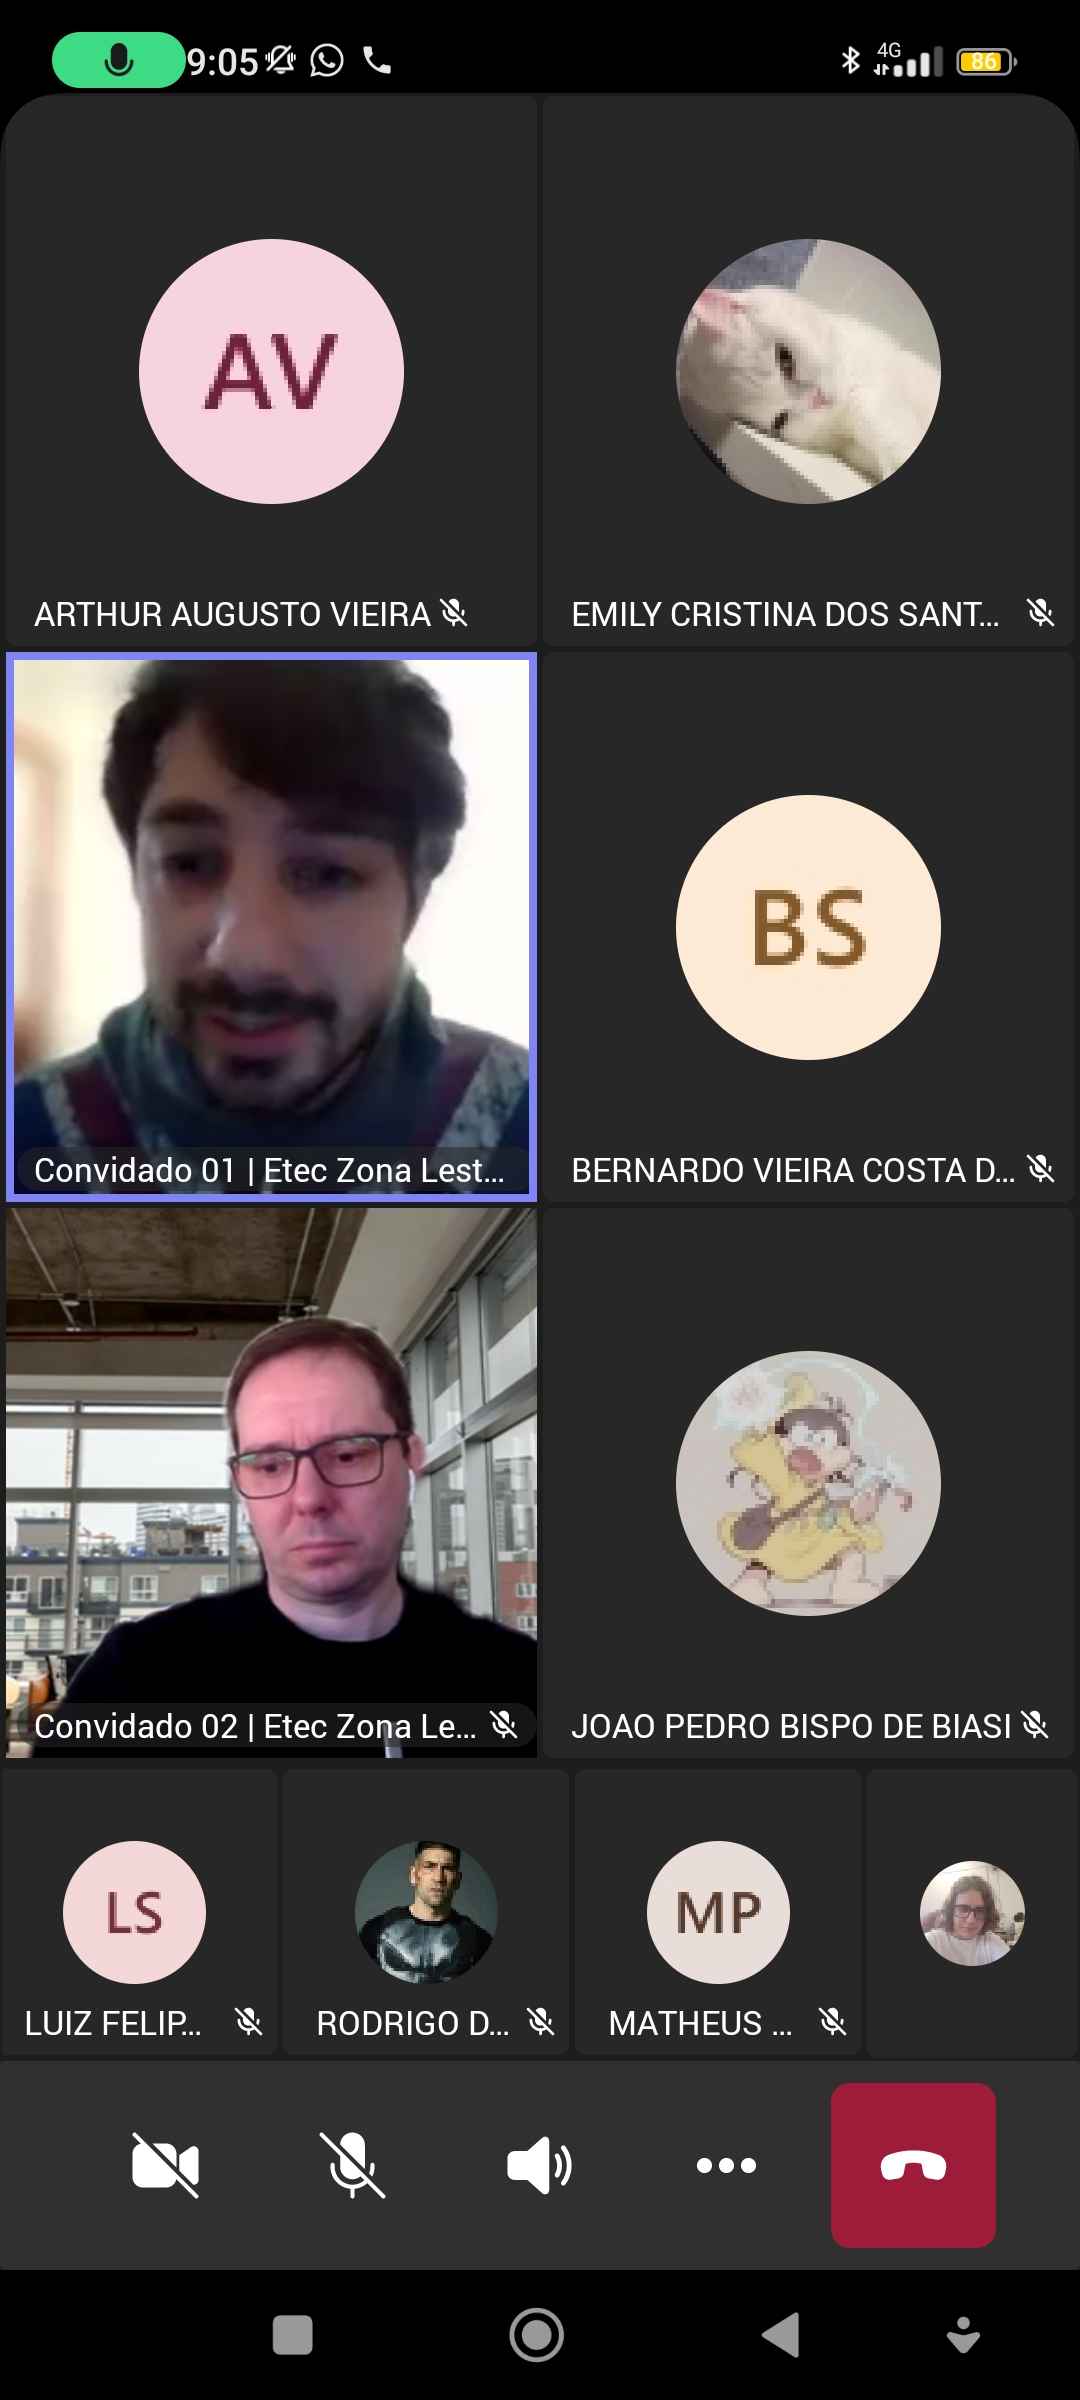 9:05
4G
86
AV
ARTHUR AUGUSTO VIEIRA
EMILY CRISTINA DOS SANT...
Convidado 01 | Etec Zona Lest...
BS
BERNARDO VIEIRA COSTA D...
Convidado 02 | Etec Zona Le...
JOAO PEDRO BISPO DE BIASI
LS
LUIZ FELIP...
RODRIGO D...
MP
MATHEUS ...